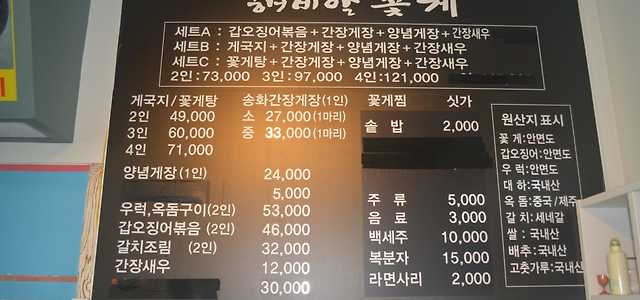 해비알 꽃게
세트A : 갑오징어볶음+간장게장+양념게장+간장새우
세트B : 게국지+간장게장+양념게장+간장새우
세트C : 꽃게탕+간장게장+양념게장+간장새우
2인:73,000 3인:97,000 4인:121,000
게국지/꽃게탕
2인 49,000
3인 60,000
4인 71,000
송화간장게장(1인)
소 27,000(1마리)
중 33,000(1마리)
양념게장(1인) 24,000
5,000
우럭,옥돔구이(2인) 53,000
갑오징어볶음(2인) 46,000
갈치조림 (2인) 32,000
간장새우 12,000
30,000
꽃게찜 싯가
솥 밥 2,000
주 류 5,000
음 료 3,000
백세주 10,000
복분자 15,000
라면사리 2,000
원산지 표시
꽃 게:안면도
갑오징어:안면도
우 럭:안면도
대 하:국내산
옥 돔:중국/제주
갈 치:세네갈
쌀 : 국내산
배추:국내산
고춧가루:국내산